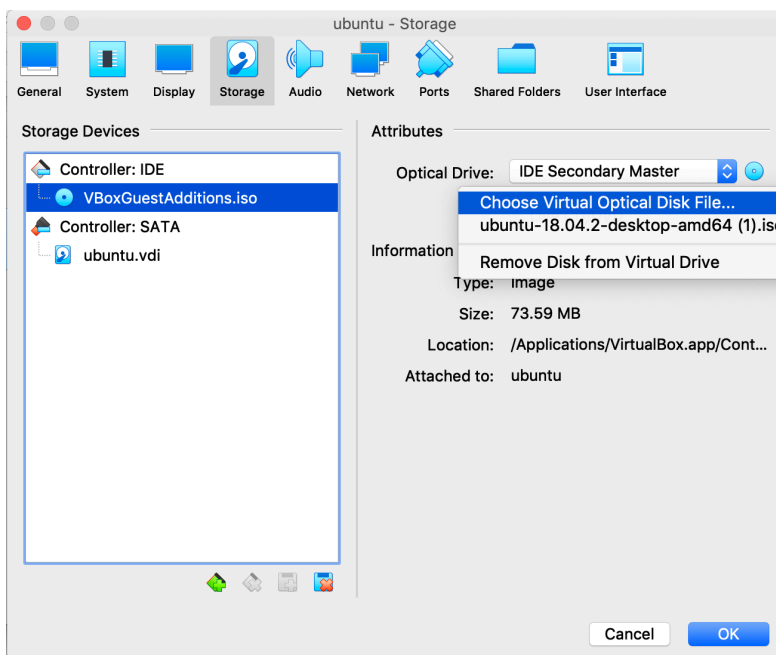 ubuntu - Storage
General System Display Storage Audio Network Ports Shared Folders User Interface
Storage Devices
Controller: IDE
VBoxGuestAdditions.iso
Controller: SATA
ubuntu.vdi
Attributes
Optical Drive: IDE Secondary Master
Choose Virtual Optical Disk File...
ubuntu-18.04.2-desktop-amd64 (1).iso
Remove Disk from Virtual Drive
Information
Type: Image
Size: 73.59 MB
Location: /Applications/VirtualBox.app/Cont...
Attached to: ubuntu
Cancel OK